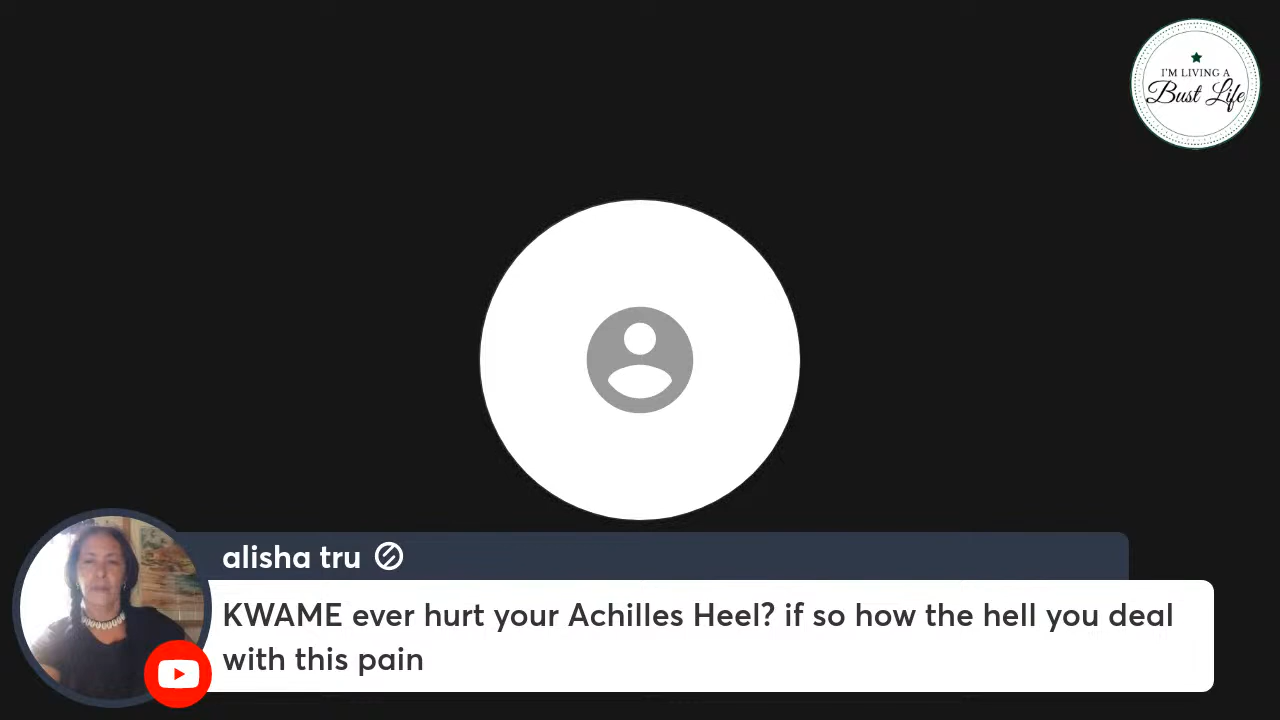 I'M LIVING A
Bust Life
alisha tru
KWAME ever hurt your Achilles Heel? if so how the hell you deal
with this pain